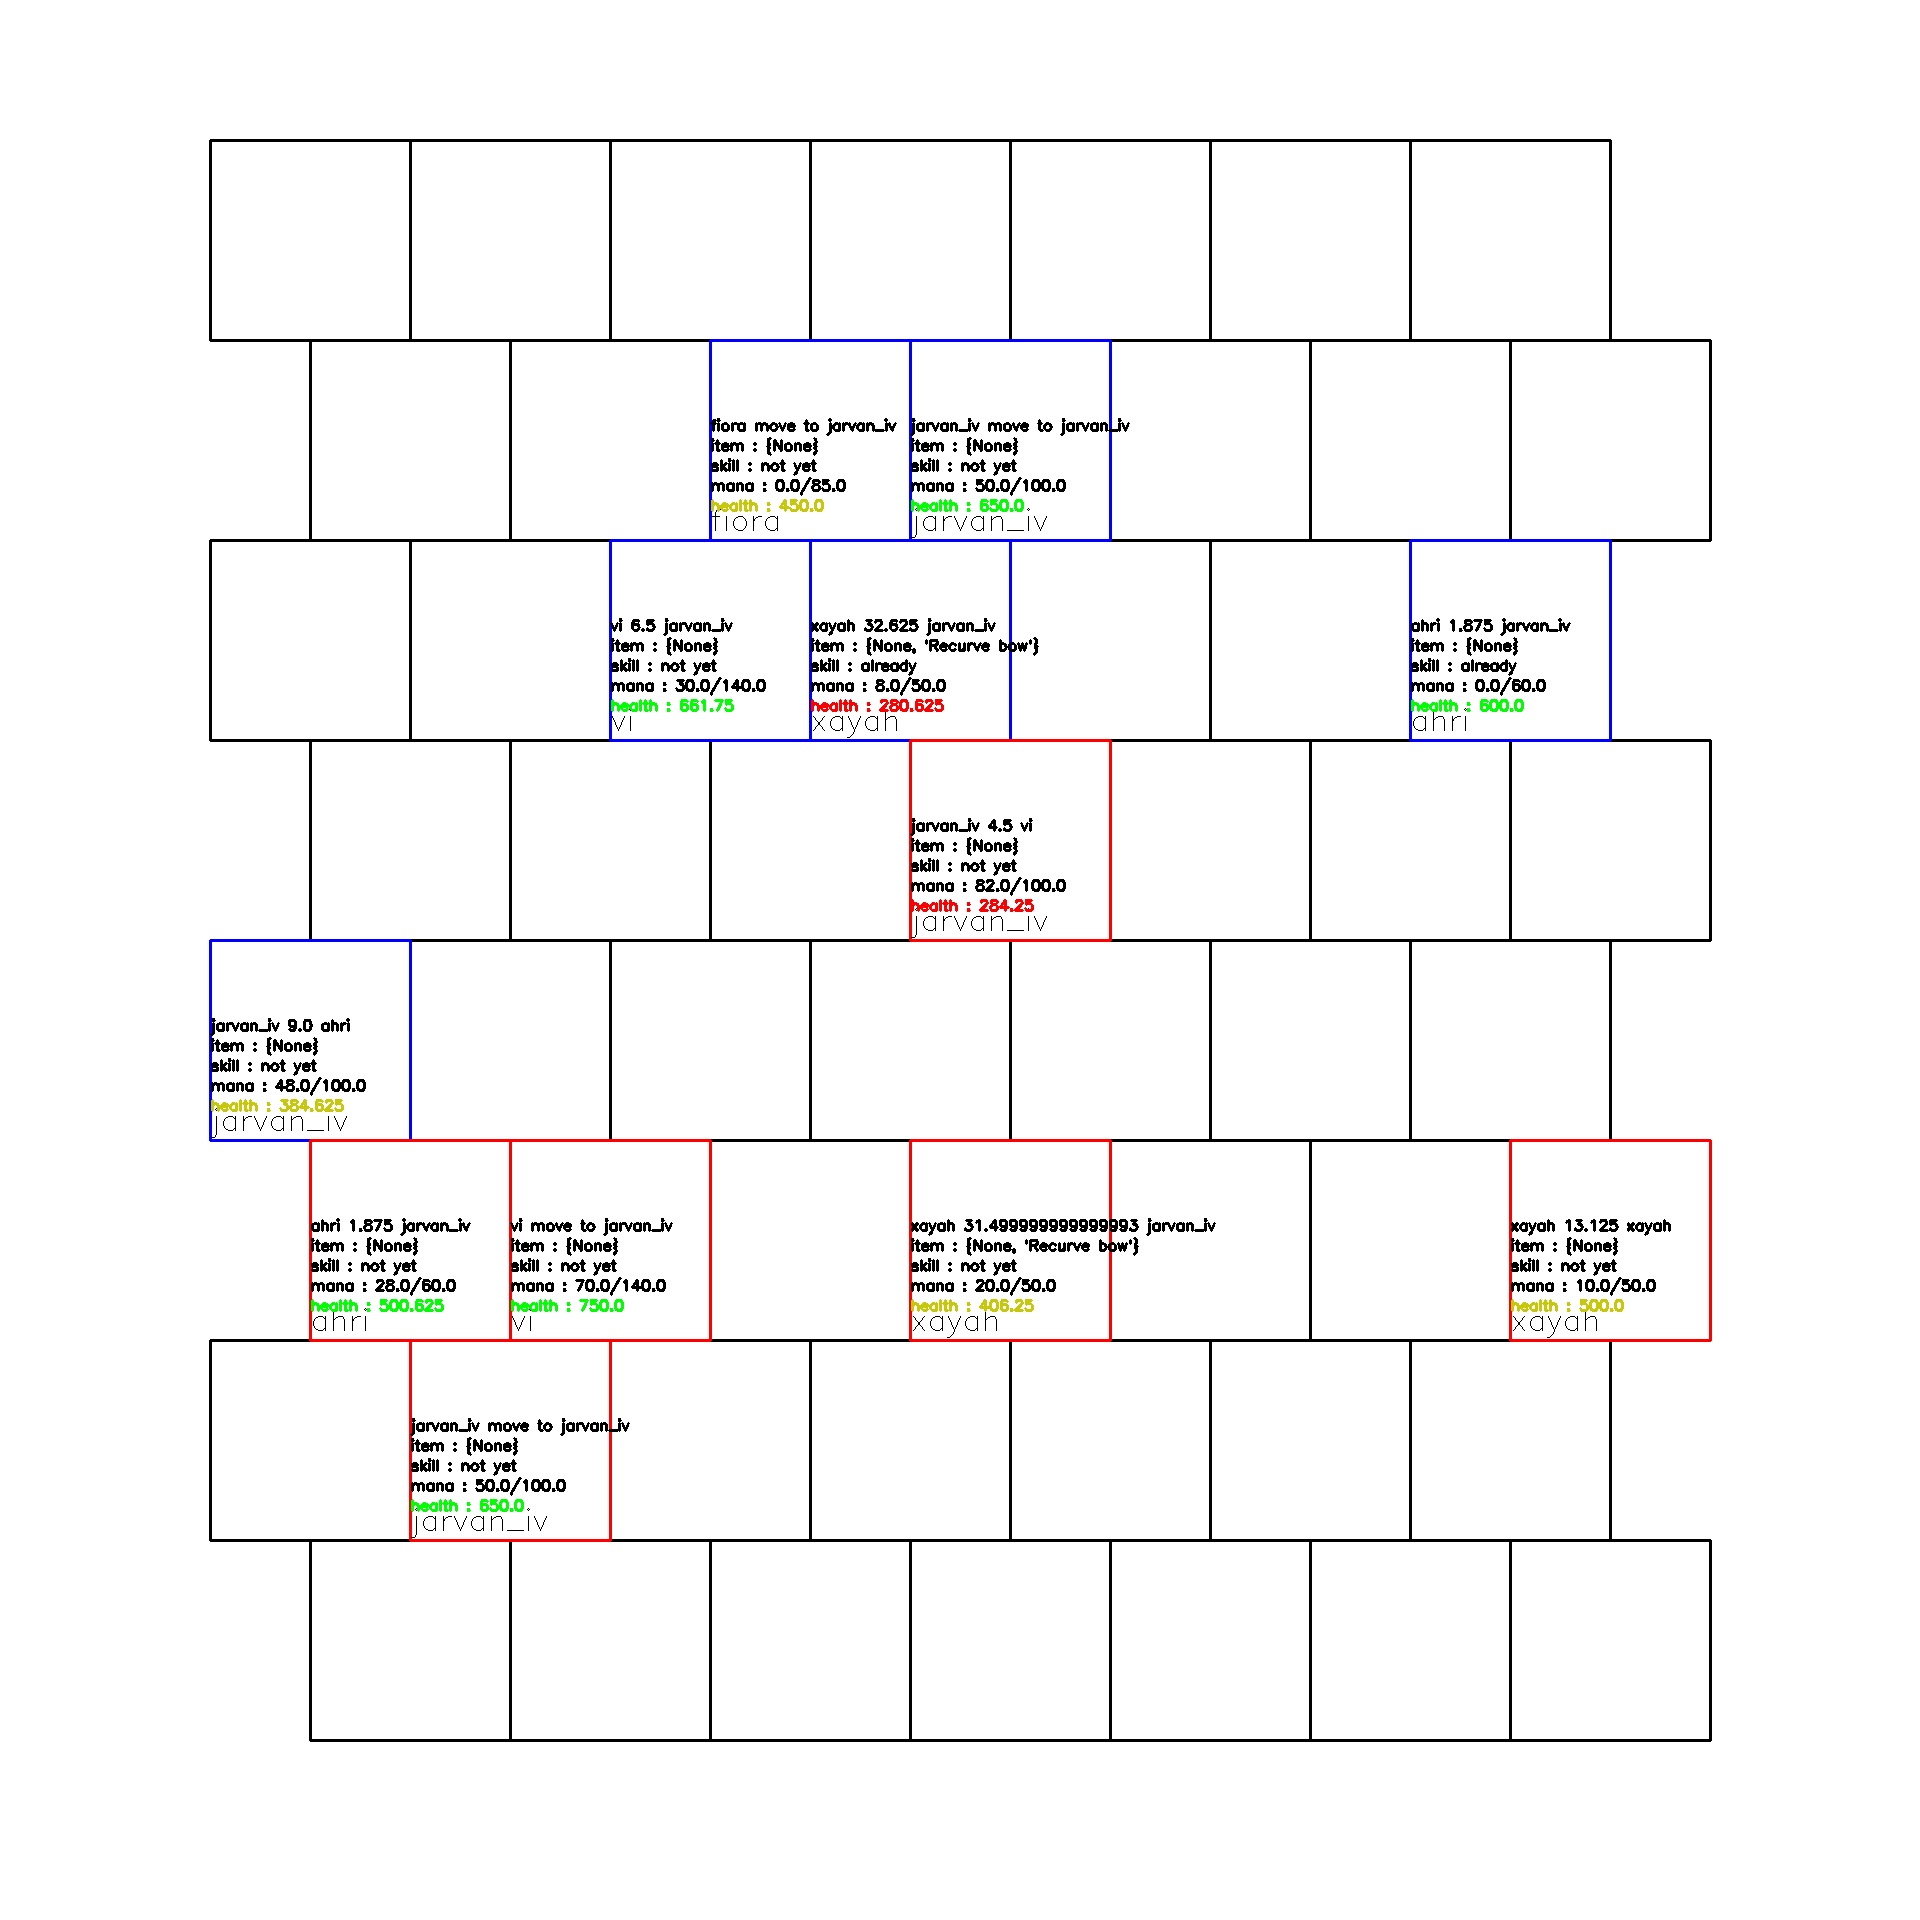 fiora move to jarvan_iv
item : {None}
skill : not yet
mana : 0.0/85.0
health : 450.0
fiora
jarvan_iv move to jarvan_iv
item : {None}
skill : not yet
mana : 50.0/100.0
health : 650.0
jarvan_iv
vi 6.5 jarvan_iv
item : {None}
skill : not yet
mana : 30.0/140.0
health : 661.75
vi
xayah 32.625 jarvan_iv
item : {None, 'Recurve bow'}
skill : already
mana : 8.0/50.0
health : 280.625
xayah
ahri 1.875 jarvan_iv
item : {None}
skill : already
mana : 0.0/60.0
health : 600.0
ahri
jarvan_iv 4.5 vi
item : {None}
skill : not yet
mana : 82.0/100.0
health : 284.25
jarvan_iv
jarvan_iv 9.0 ahri
item : {None}
skill : not yet
mana : 48.0/100.0
health : 384.625
jarvan_iv
ahri 1.875 jarvan_iv
item : {None}
skill : not yet
mana : 28.0/60.0
health : 500.625
ahri
vi move to jarvan_iv
item : {None}
skill : not yet
mana : 70.0/140.0
health : 750.0
vi
xayah 31.499999999999993 jarvan_iv
item : {None, 'Recurve bow'}
skill : not yet
mana : 20.0/50.0
health : 406.25
xayah
xayah 13.125 xayah
item : {None}
skill : not yet
mana : 10.0/50.0
health : 500.0
xayah
jarvan_iv move to jarvan_iv
item : {None}
skill : not yet
mana : 50.0/100.0
health : 650.0
jarvan_iv